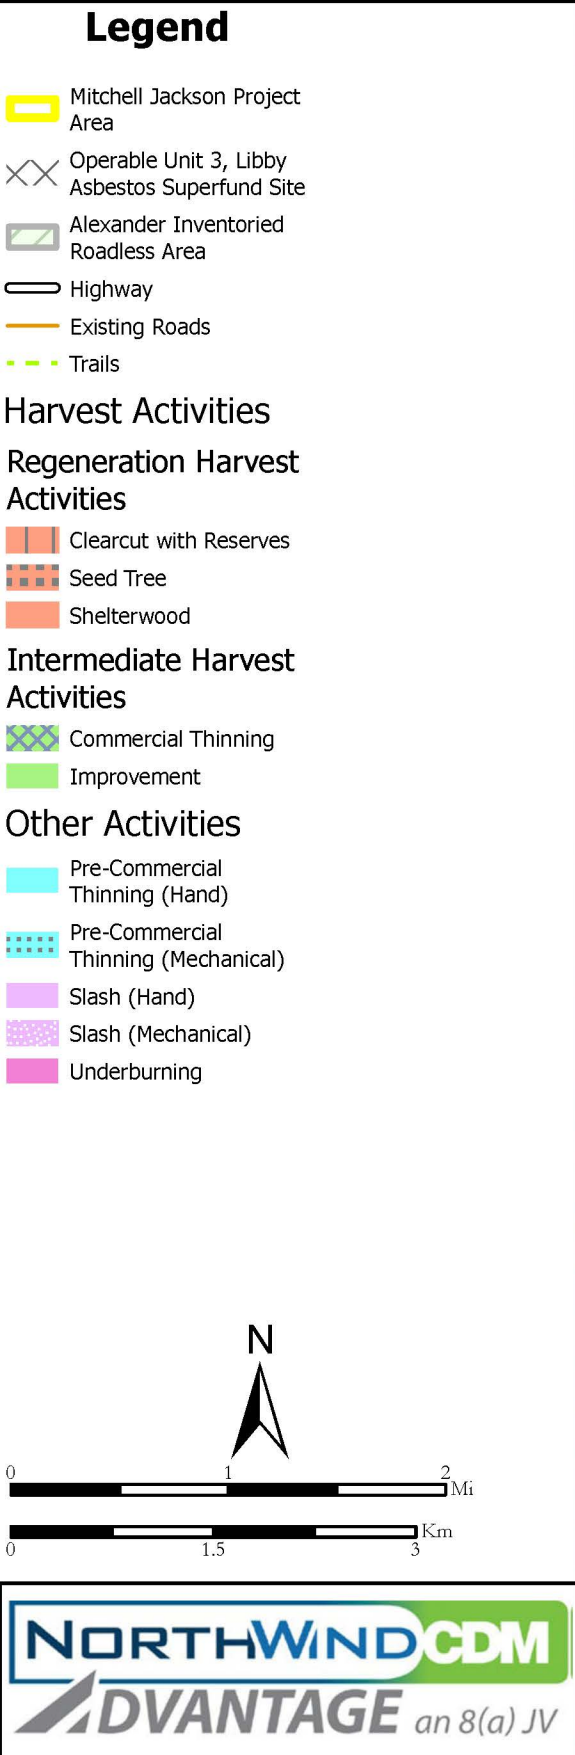 Legend
Mitchell Jackson Project
Area
Operable Unit 3, Libby
Asbestos Superfund Site
Alexander Inventoried
Roadless Area
Highway
Existing Roads
Trails
Harvest Activities
Regeneration Harvest
Activities
Clearcut with Reserves
Seed Tree
Shelterwood
Intermediate Harvest
Activities
Commercial Thinning
Improvement
Other Activities
Pre-Commercial
Thinning (Hand)
Pre-Commercial
Thinning (Mechanical)
Slash (Hand)
Slash (Mechanical)
Underburning
N
0 1 2
Mi
Km
0 1.5 3
NORTHWINDCDM
ADVANTAGE an 8(a) JV